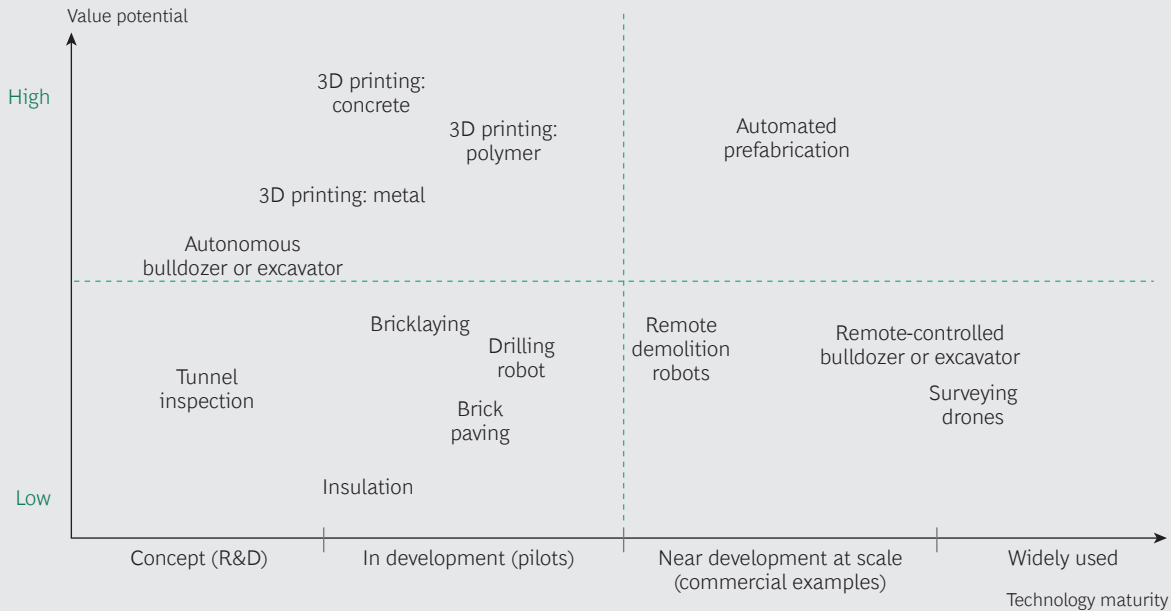 Value potential
High
3D printing:
concrete
3D printing:
polymer
Automated
prefabrication
3D printing: metal
Autonomous
bulldozer or excavator
Bricklaying
Drilling
robot
Remote
demolition
robots
Remote-controlled
bulldozer or excavator
Tunnel
inspection
Brick
paving
Surveying
drones
Insulation
Low
Concept (R&D)
In development (pilots)
Near development at scale
(commercial examples)
Widely used
Technology maturity